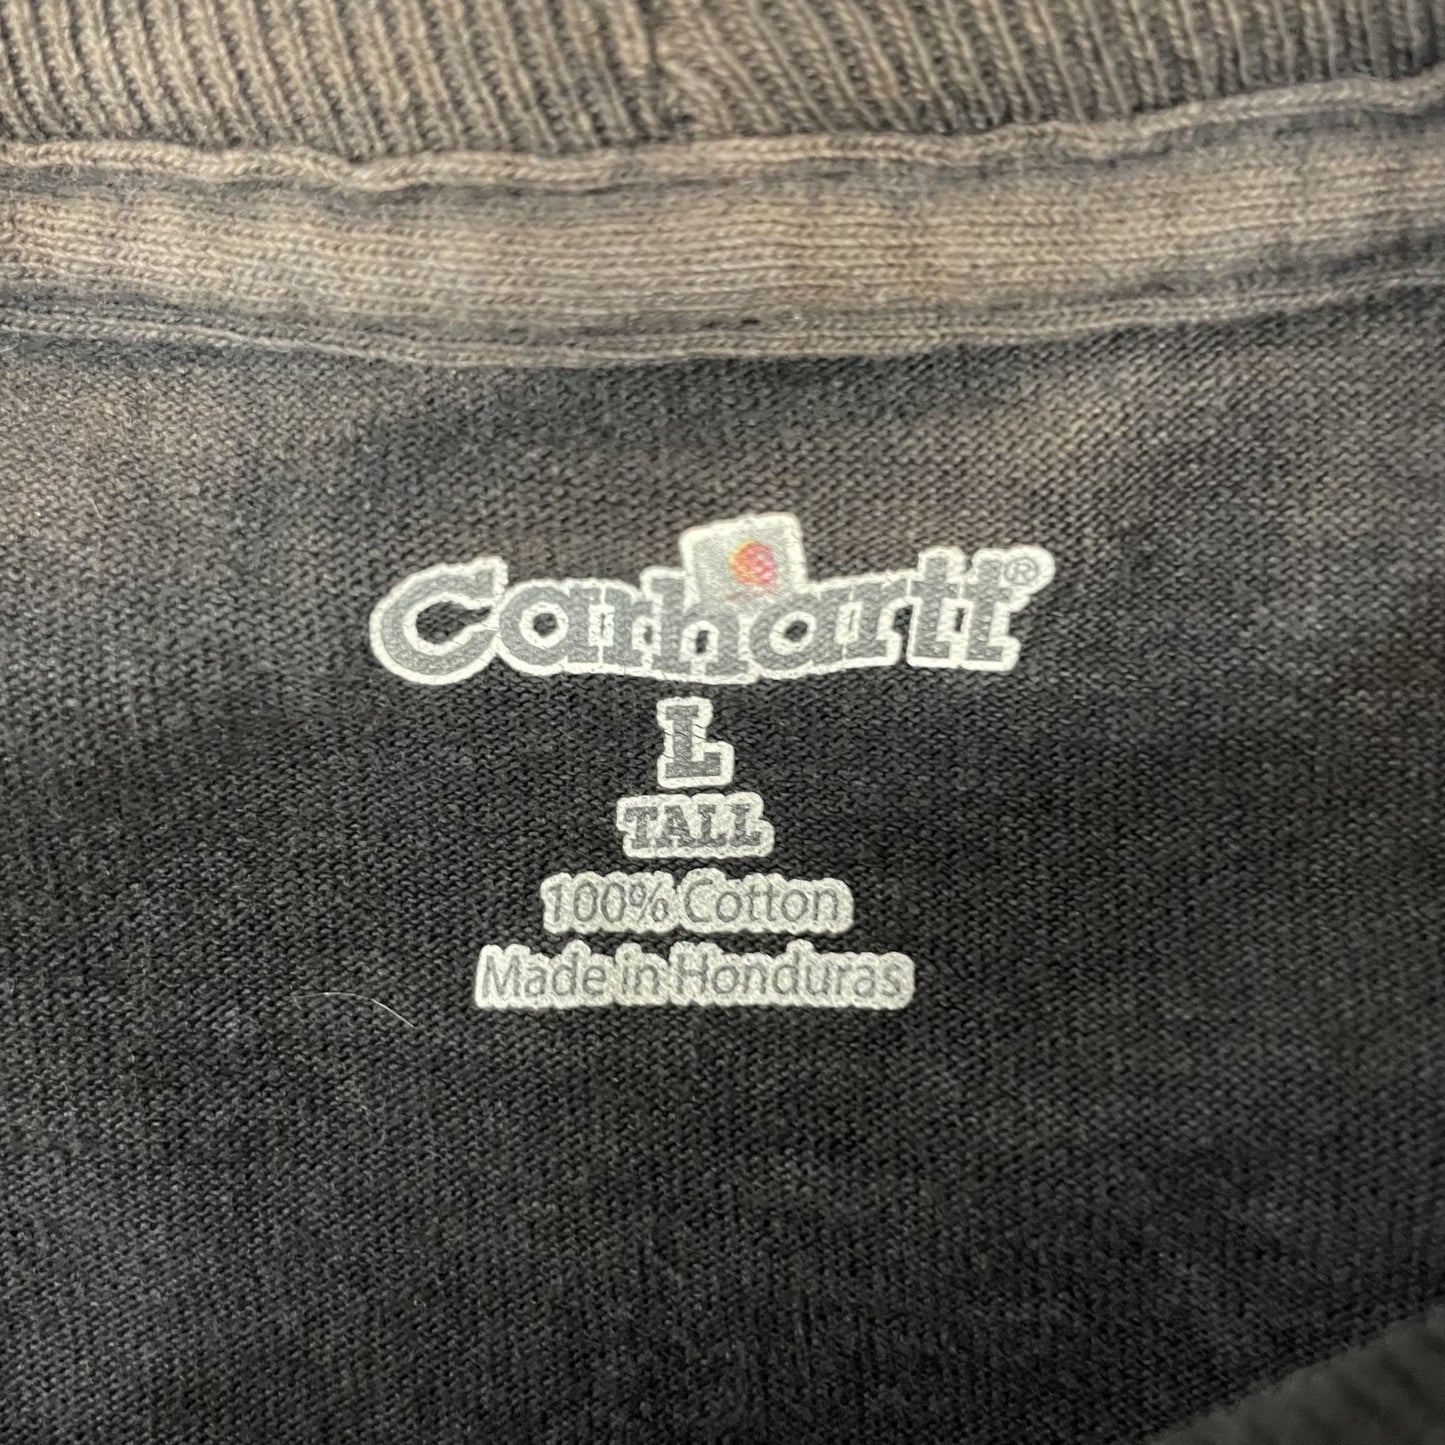 Carhartt®
L
TALL
100% Cotton
Made in Honduras